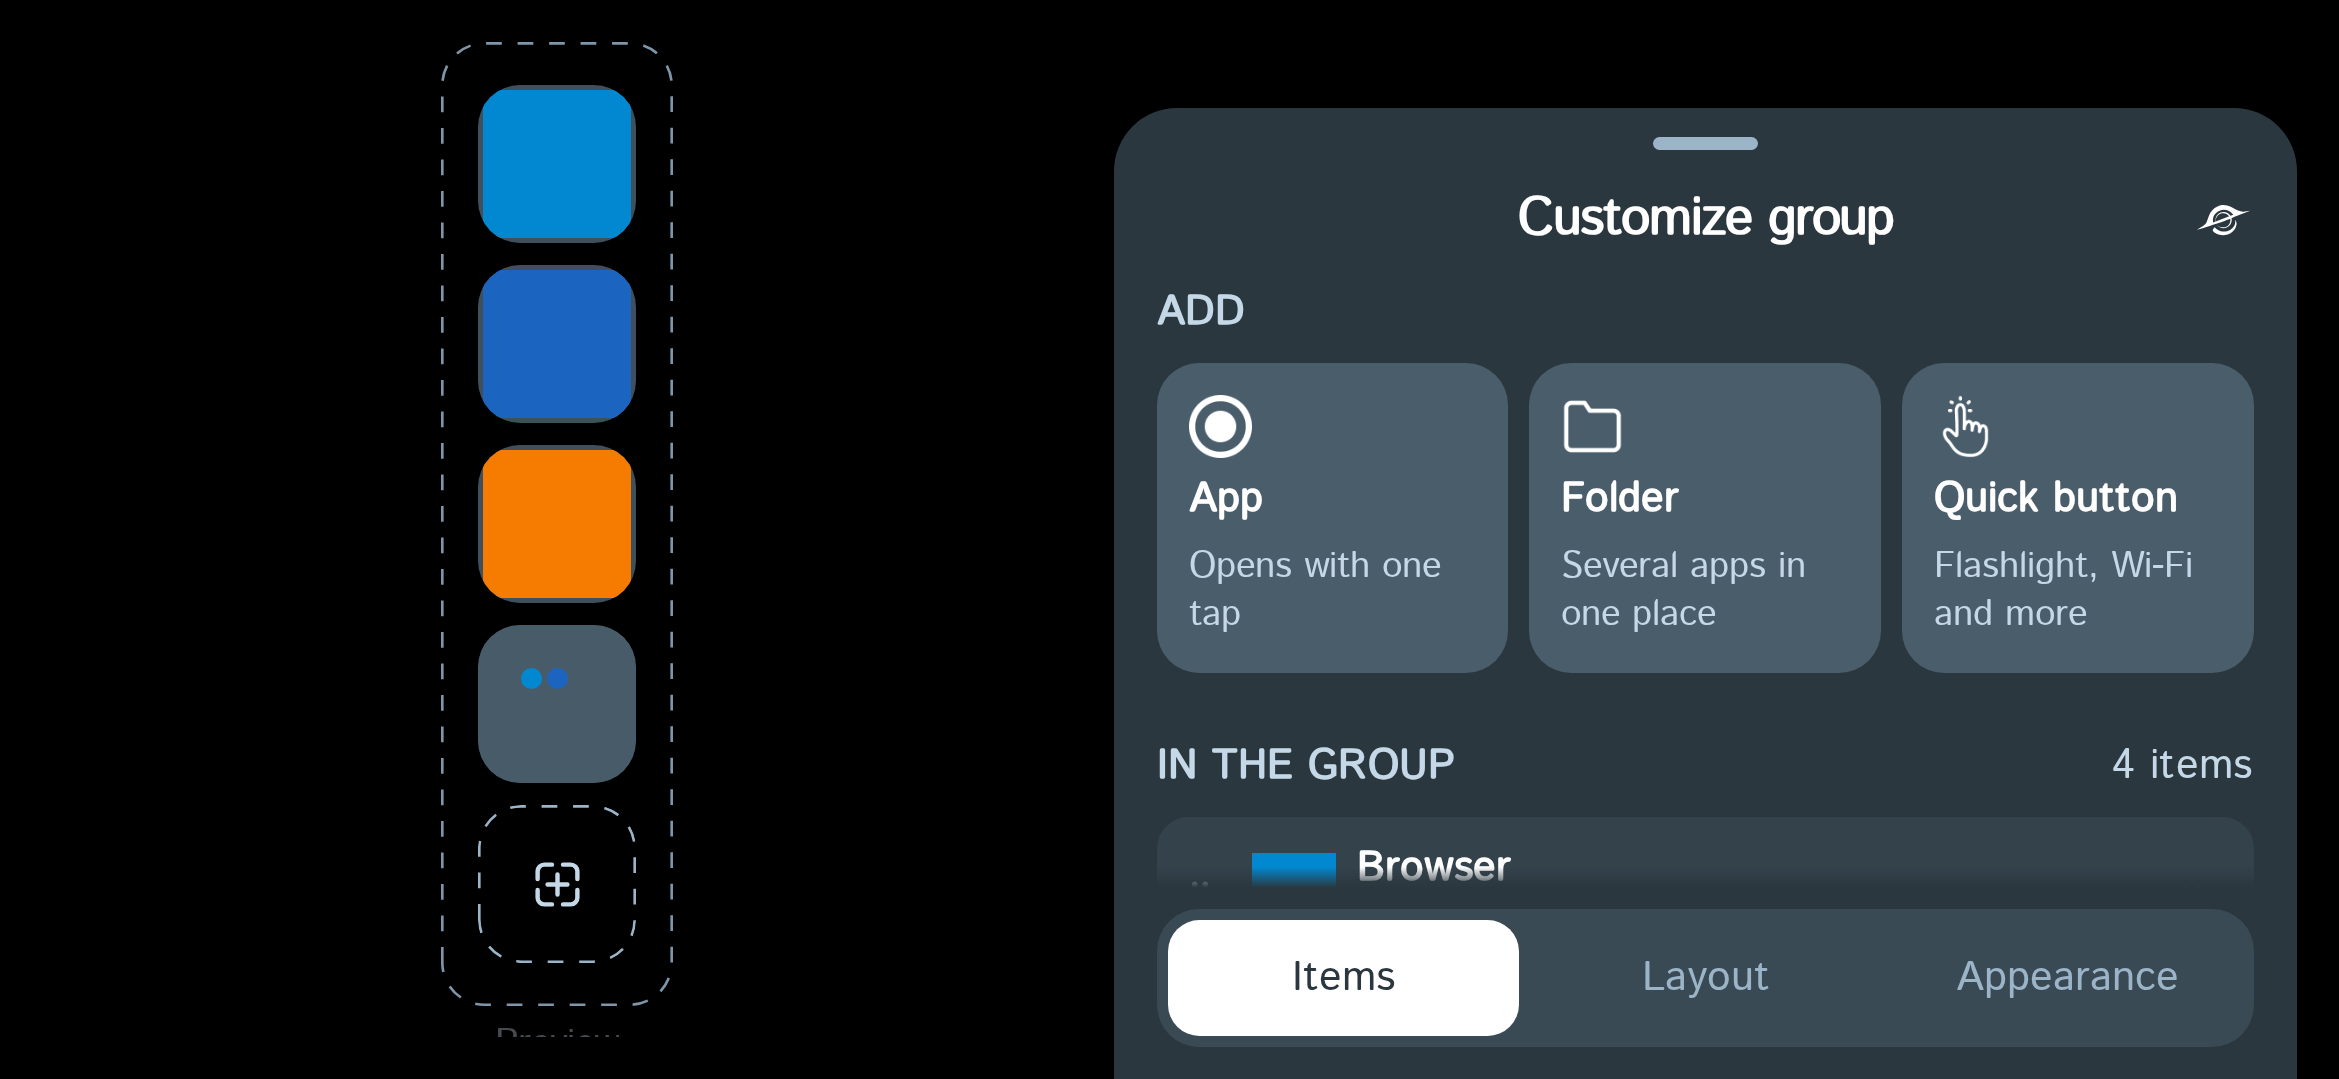 Customize group
ADD
App
Opens with one
tap
Folder
Several apps in
one place
Quick button
Flashlight, Wi-Fi
and more
IN THE GROUP
4 items
Browser
Items
Layout
Appearance